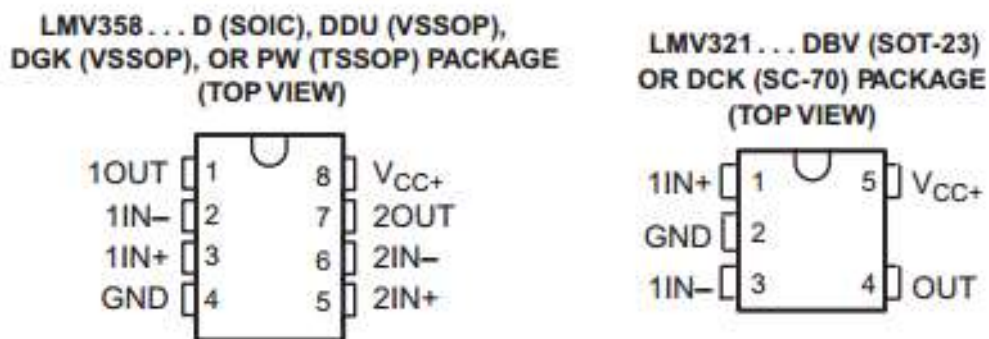 LMV358 . . . D (SOIC), DDU (VSSOP),
DGK (VSSOP), OR PW (TSSOP) PACKAGE
(TOP VIEW)
1OUT 1 8 VCC+
1IN– 2 7 2OUT
1IN+ 3 6 2IN–
GND 4 5 2IN+
LMV321 . . . DBV (SOT-23)
OR DCK (SC-70) PACKAGE
(TOP VIEW)
1IN+ 1 5 VCC+
GND 2
1IN– 3 4 OUT